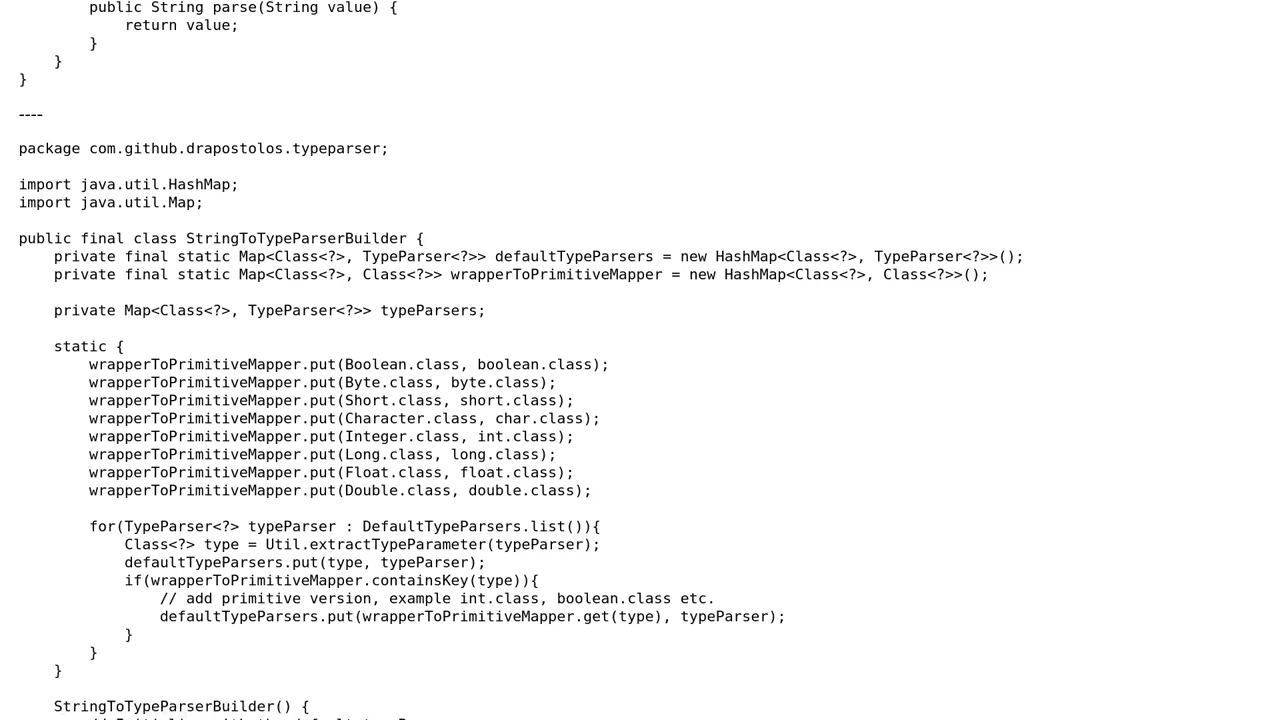 public String parse(String value) {
            return value;
        }
    }
}

----

package com.github.drapostolos.typeparser;

import java.util.HashMap;
import java.util.Map;

public final class StringToTypeParserBuilder {
    private final static Map<Class<?>, TypeParser<?>> defaultTypeParsers = new HashMap<Class<?>, TypeParser<?>>();
    private final static Map<Class<?>, Class<?>> wrapperToPrimitiveMapper = new HashMap<Class<?>, Class<?>>();

    private Map<Class<?>, TypeParser<?>> typeParsers;

    static {
        wrapperToPrimitiveMapper.put(Boolean.class, boolean.class);
        wrapperToPrimitiveMapper.put(Byte.class, byte.class);
        wrapperToPrimitiveMapper.put(Short.class, short.class);
        wrapperToPrimitiveMapper.put(Character.class, char.class);
        wrapperToPrimitiveMapper.put(Integer.class, int.class);
        wrapperToPrimitiveMapper.put(Long.class, long.class);
        wrapperToPrimitiveMapper.put(Float.class, float.class);
        wrapperToPrimitiveMapper.put(Double.class, double.class);

        for(TypeParser<?> typeParser : DefaultTypeParsers.list()){
            Class<?> type = Util.extractTypeParameter(typeParser);
            defaultTypeParsers.put(type, typeParser);
            if(wrapperToPrimitiveMapper.containsKey(type)){
                // add primitive version, example int.class, boolean.class etc.
                defaultTypeParsers.put(wrapperToPrimitiveMapper.get(type), typeParser);
            }
        }
    }

    StringToTypeParserBuilder() {